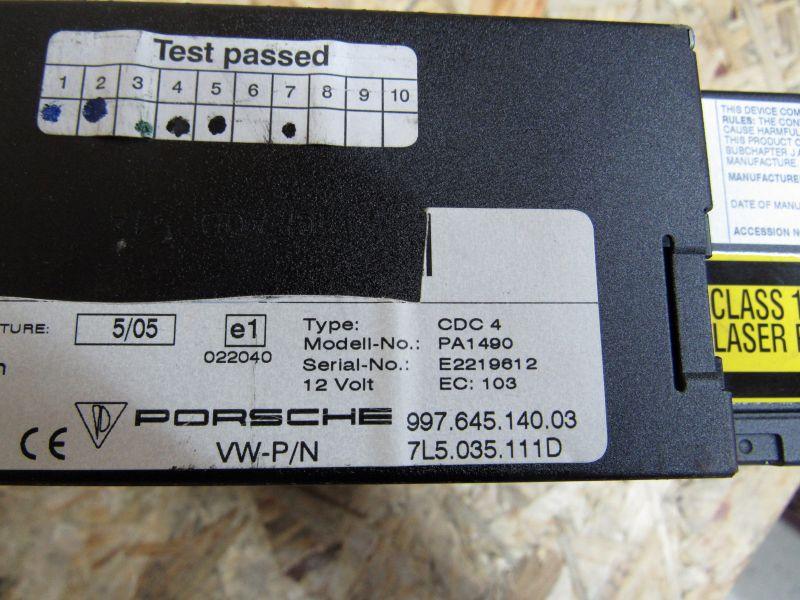 Test passed
1 2 3 4 5 6 7 8 9 10
THIS DEVICE COM
RULES: THE CON
CAUSE HARMFUL
THIS PRODUCT C
SUBCHAPTER J A
MANUFACTURE
MANUFACTURE
DATE OF MANU
ACCESSION NO
CLASS 1
LASER P
TURE: 5/05 e1
022040
Type: CDC 4
Modell-No.: PA1490
Serial-No.: E2219612
12 Volt EC: 103
CE PORSCHE 997.645.140.03
VW-P/N 7L5.035.111D